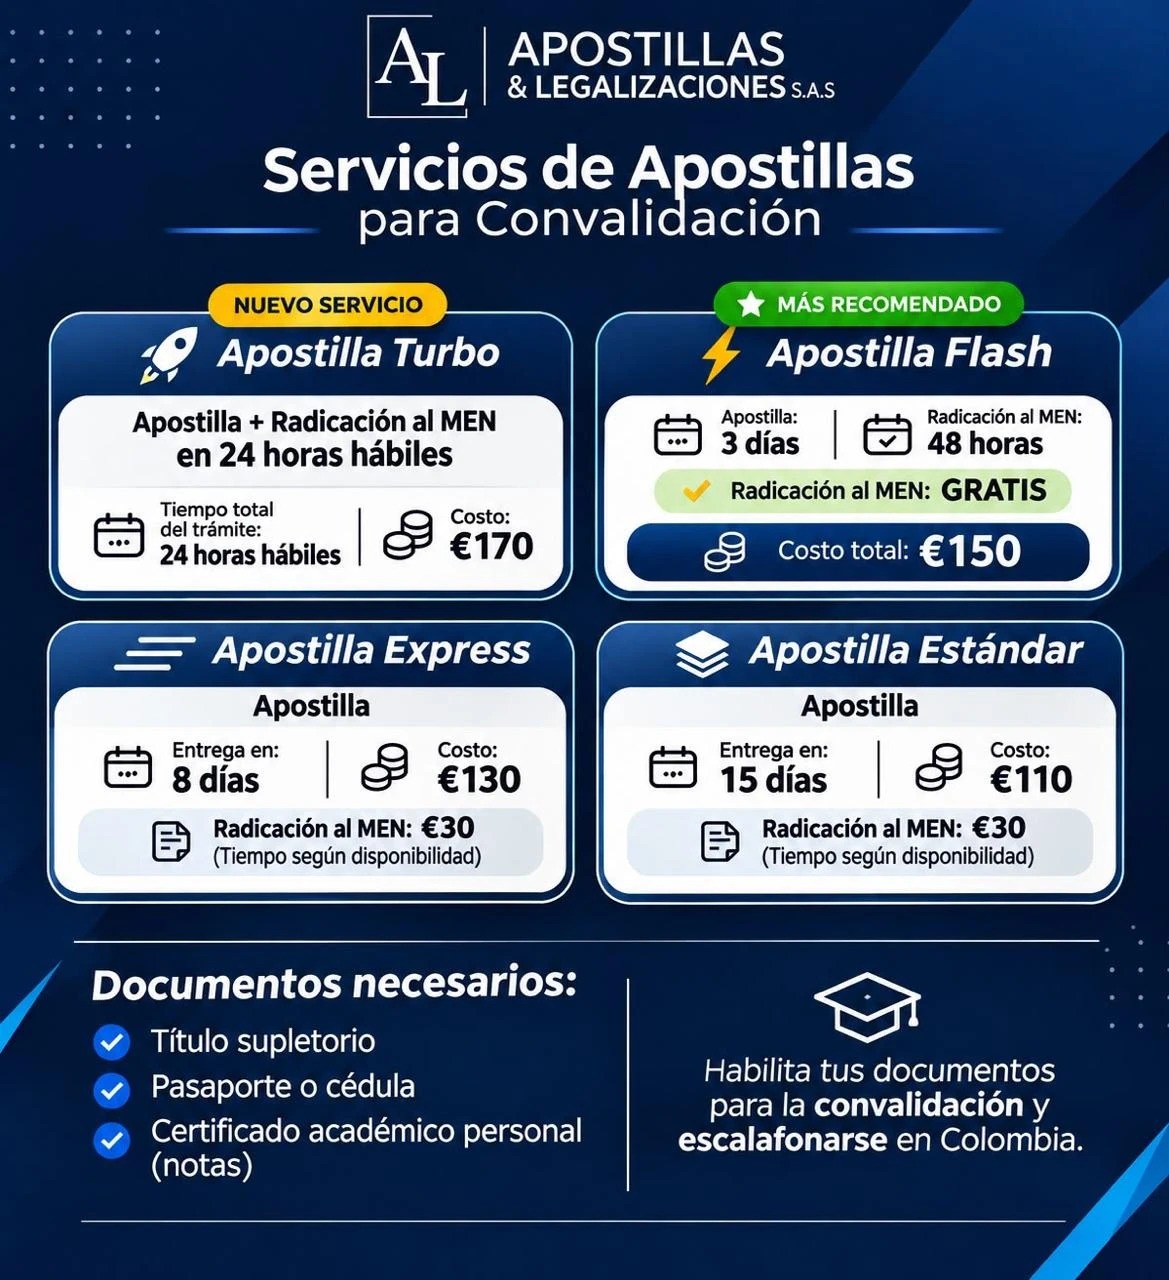 AL
APOSTILLAS
& LEGALIZACIONES S.A.S
Servicios de Apostillas
para Convalidación
NUEVO SERVICIO
Apostilla Turbo
Apostilla + Radicación al MEN
en 24 horas hábiles
Tiempo total
del trámite:
24 horas hábiles
Costo:
€170
MÁS RECOMENDADO
Apostilla Flash
Apostilla:
3 días
Radicación al MEN:
48 horas
Radicación al MEN: GRATIS
Costo total: €150
Apostilla Express
Apostilla
Entrega en:
8 días
Costo:
€130
Radicación al MEN: €30
(Tiempo según disponibilidad)
Apostilla Estándar
Apostilla
Entrega en:
15 días
Costo:
€110
Radicación al MEN: €30
(Tiempo según disponibilidad)
Documentos necesarios:
Título supletorio
Pasaporte o cédula
Certificado académico personal
(notas)
Habilita tus documentos
para la convalidación y
escalafonarse en Colombia.